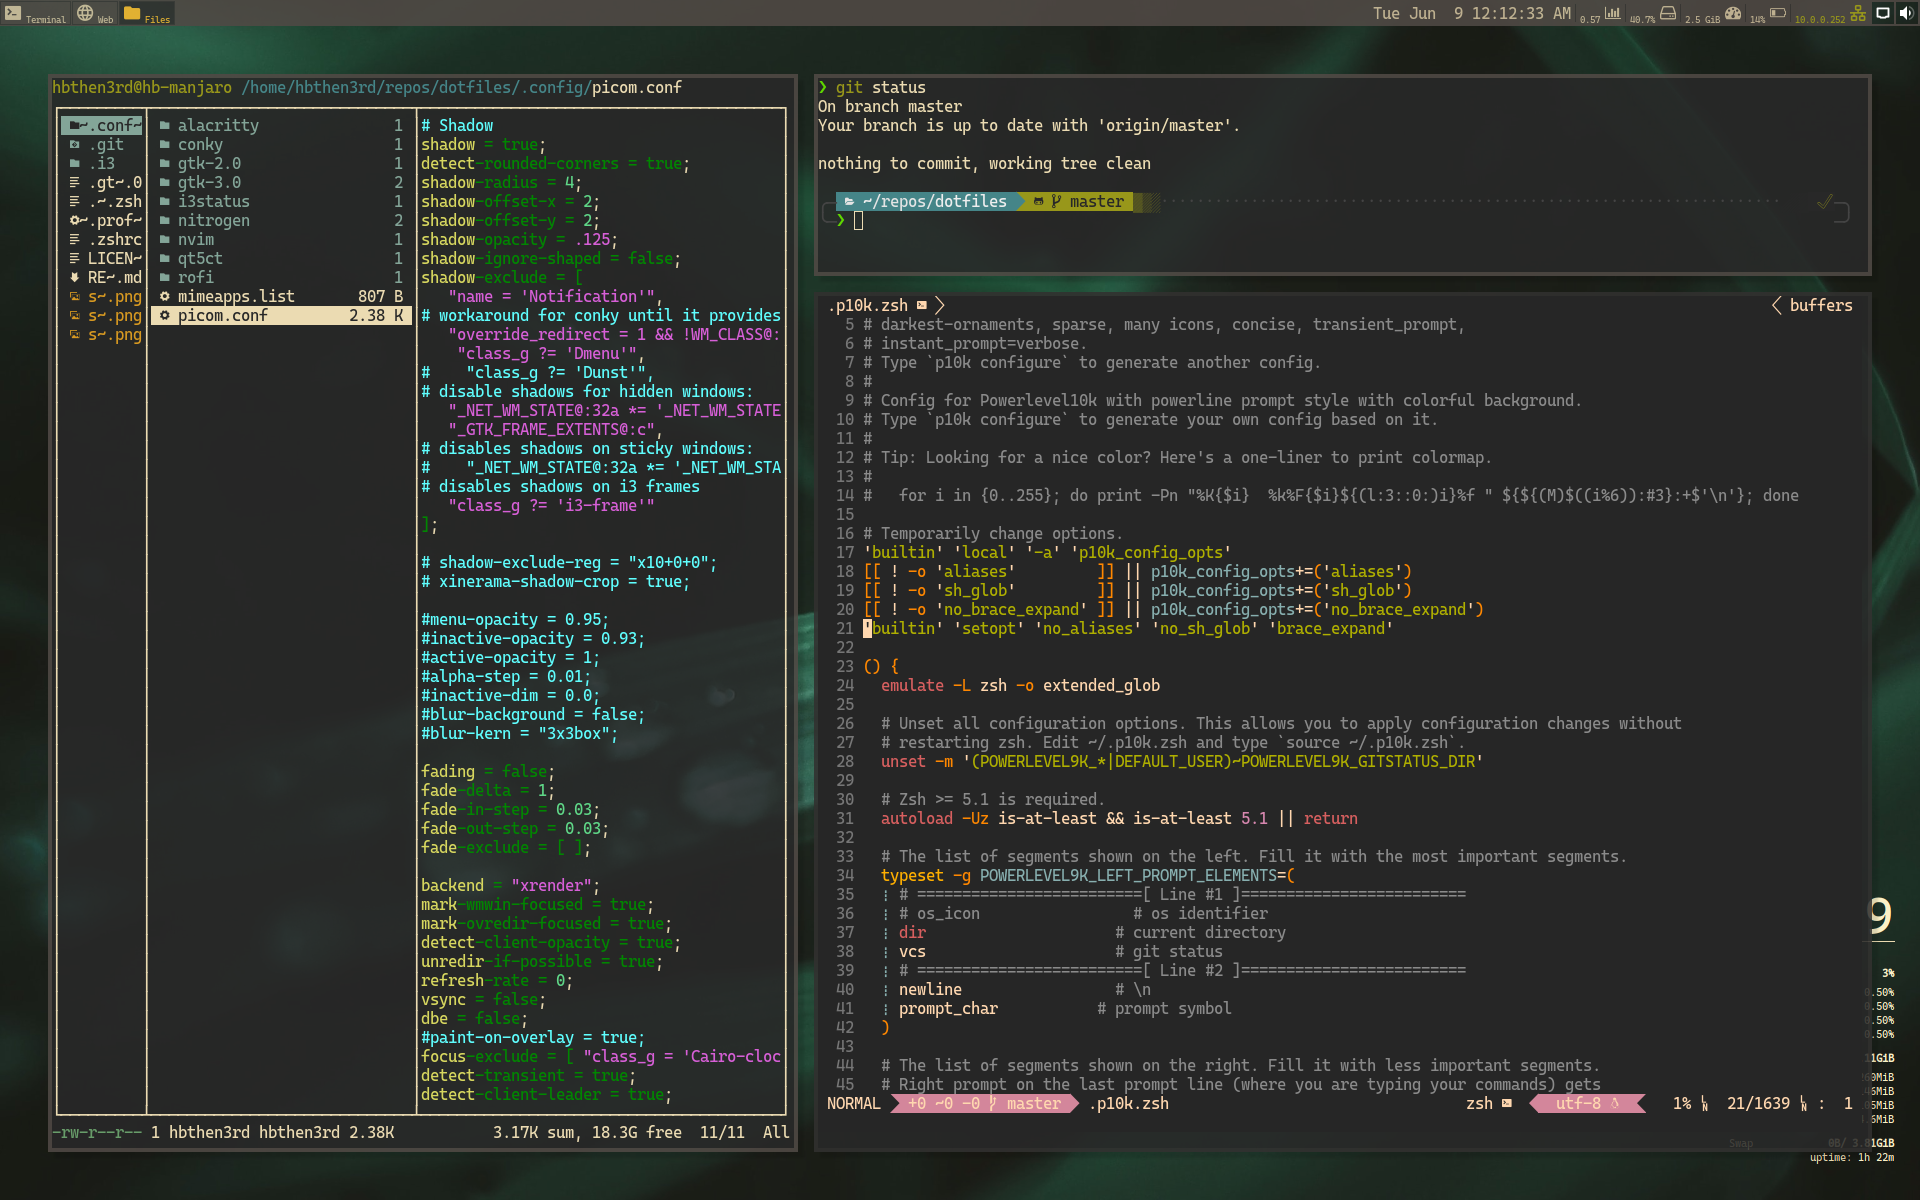 Terminal Web Files
Tue Jun  9 12:12:33 AM 0.57 40.7% 2.5 GiB 14% 10.0.0.252
hbthen3rd@hb-manjaro /home/hbthen3rd/repos/dotfiles/.config/picom.conf
~.conf~
.git
.i3
.gt~.0
.~.zsh
~.prof~
.zshrc
LICEN~
RE~.md
s~.png
s~.png
s~.png
alacritty 1
conky 1
gtk-2.0 1
gtk-3.0 2
i3status 1
nitrogen 2
nvim 1
qt5ct 1
rofi 1
mimeapps.list 807 B
picom.conf 2.38 K
# Shadow
shadow = true;
detect-rounded-corners = true;
shadow-radius = 4;
shadow-offset-x = 2;
shadow-offset-y = 2;
shadow-opacity = .125;
shadow-ignore-shaped = false;
shadow-exclude = [
   "name = 'Notification'",
# workaround for conky until it provides
   "override_redirect = 1 && !WM_CLASS@:
    "class_g ?= 'Dmenu'",
#    "class_g ?= 'Dunst'",
# disable shadows for hidden windows:
   "_NET_WM_STATE@:32a *= '_NET_WM_STATE
   "_GTK_FRAME_EXTENTS@:c",
# disables shadows on sticky windows:
#    "_NET_WM_STATE@:32a *= '_NET_WM_STA
# disables shadows on i3 frames
   "class_g ?= 'i3-frame'"
];
# shadow-exclude-reg = "x10+0+0";
# xinerama-shadow-crop = true;
#menu-opacity = 0.95;
#inactive-opacity = 0.93;
#active-opacity = 1;
#alpha-step = 0.01;
#inactive-dim = 0.0;
#blur-background = false;
#blur-kern = "3x3box";
fading = false;
fade-delta = 1;
fade-in-step = 0.03;
fade-out-step = 0.03;
fade-exclude = [ ];
backend = "xrender";
mark-wmwin-focused = true;
mark-ovredir-focused = true;
detect-client-opacity = true;
unredir-if-possible = true;
refresh-rate = 0;
vsync = false;
dbe = false;
#paint-on-overlay = true;
focus-exclude = [ "class_g = 'Cairo-cloc
detect-transient = true;
detect-client-leader = true;
-rw-r--r-- 1 hbthen3rd hbthen3rd 2.38K 3.17K sum, 18.3G free 11/11 All
❯ git status
On branch master
Your branch is up to date with 'origin/master'.
nothing to commit, working tree clean
~/repos/dotfiles master ✓
❯
.p10k.zsh buffers
5 # darkest-ornaments, sparse, many icons, concise, transient_prompt,
6 # instant_prompt=verbose.
7 # Type `p10k configure` to generate another config.
8 #
9 # Config for Powerlevel10k with powerline prompt style with colorful background.
10 # Type `p10k configure` to generate your own config based on it.
11 #
12 # Tip: Looking for a nice color? Here's a one-liner to print colormap.
13 #
14 #   for i in {0..255}; do print -Pn "%K{$i}  %k%F{$i}${(l:3::0:)i}%f " ${${(M)$((i%6)):#3}:+$'\n'}; done
15
16 # Temporarily change options.
17 'builtin' 'local' '-a' 'p10k_config_opts'
18 [[ ! -o 'aliases'         ]] || p10k_config_opts+=('aliases')
19 [[ ! -o 'sh_glob'         ]] || p10k_config_opts+=('sh_glob')
20 [[ ! -o 'no_brace_expand' ]] || p10k_config_opts+=('no_brace_expand')
21 'builtin' 'setopt' 'no_aliases' 'no_sh_glob' 'brace_expand'
22
23 () {
24   emulate -L zsh -o extended_glob
25
26   # Unset all configuration options. This allows you to apply configuration changes without
27   # restarting zsh. Edit ~/.p10k.zsh and type `source ~/.p10k.zsh`.
28   unset -m '(POWERLEVEL9K_*|DEFAULT_USER)~POWERLEVEL9K_GITSTATUS_DIR'
29
30   # Zsh >= 5.1 is required.
31   autoload -Uz is-at-least && is-at-least 5.1 || return
32
33   # The list of segments shown on the left. Fill it with the most important segments.
34   typeset -g POWERLEVEL9K_LEFT_PROMPT_ELEMENTS=(
35   ¦ # =========================[ Line #1 ]=========================
36   ¦ # os_icon                 # os identifier
37   ¦ dir                     # current directory
38   ¦ vcs                     # git status
39   ¦ # =========================[ Line #2 ]=========================
40   ¦ newline                 # \n
41   ¦ prompt_char           # prompt symbol
42   )
43
44   # The list of segments shown on the right. Fill it with less important segments.
45   # Right prompt on the last prompt line (where you are typing your commands) gets
NORMAL +0 ~0 -0 master .p10k.zsh zsh utf-8 1% 21/1639 : 1
9
3%
0.50%
0.50%
0.50%
0.50%
Swap
uptime: 1h 22m